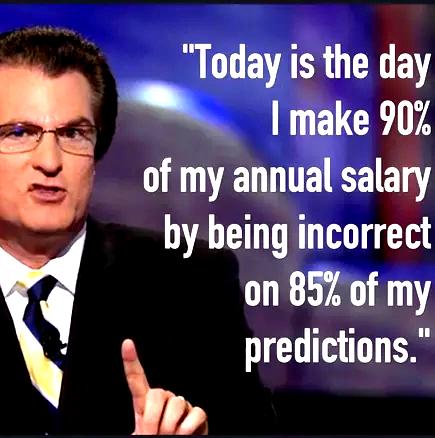 "Today is the day
I make 90%
of my annual salary
by being incorrect
on 85% of my
predictions."